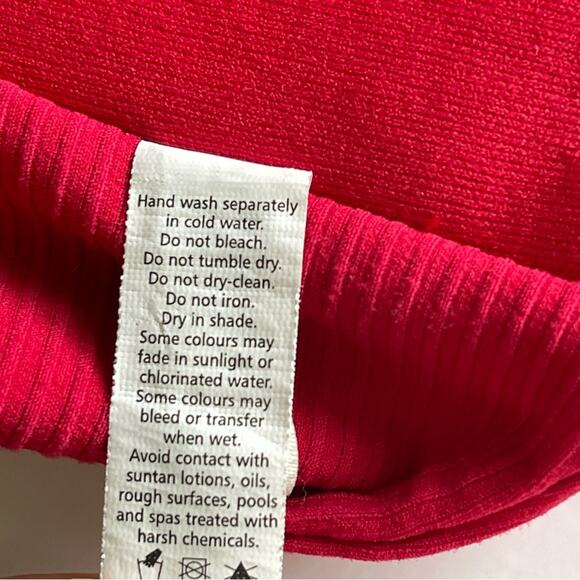 Hand wash separately
in cold water.
Do not bleach.
Do not tumble dry.
Do not dry-clean.
Do not iron.
Dry in shade.
Some colours may
fade in sunlight or
chlorinated water.
Some colours may
bleed or transfer
when wet.
Avoid contact with
suntan lotions, oils,
rough surfaces, pools
and spas treated with
harsh chemicals.